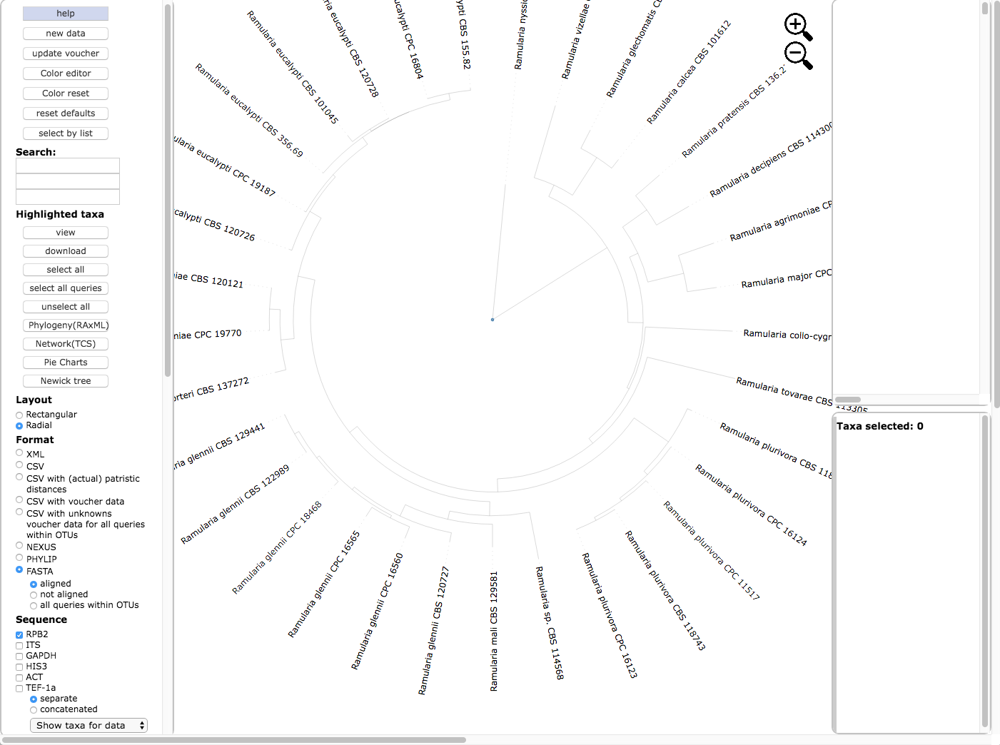 help
new data
update voucher
Color editor
Color reset
reset defaults
select by list
Search:
Highlighted taxa
view
download
select all
select all queries
unselect all
Phylogeny(RAxML)
Network(TCS)
Pie Charts
Newick tree
Layout
Rectangular
Radial
Format
XML
CSV
CSV with (actual) patristic
distances
CSV with voucher data
CSV with unknowns
voucher data for all queries
within OTUs
NEXUS
PHYLIP
FASTA
aligned
not aligned
all queries within OTUs
Sequence
RPB2
ITS
GAPDH
HIS3
ACT
TEF-1a
separate
concatenated
Show taxa for data
Ramularia vizellae
Ramularia glechomatis
Ramularia calcea CBS 101612
Ramularia pratensis CBS 136.2
Ramularia decipiens CBS 11430
Ramularia agrimoniae
Ramularia major CPC
Ramularia collo-cygr
Ramularia tovarae CBS 113305
Ramularia plurivora CBS 118
Ramularia plurivora CPC 16124
Ramularia plurivora CPC 11517
Ramularia plurivora CBS 118743
Ramularia plurivora CPC 16123
Ramularia sp. CBS 114568
Ramularia mali CBS 129581
Ramularia glennii CBS 120727
Ramularia glennii CPC 16560
Ramularia glennii CPC 16565
Ramularia glennii CPC 18468
Ramularia glennii CBS 122989
ria glennii CBS 129441
orteri CBS 137272
niae CPC 19770
iae CBS 120121
calypti CBS 120726
ularia eucalypti CPC 19187
Ramularia eucalypti CBS 356.69
Ramularia eucalypti CBS 101045
ria eucalypti CBS 120728
ucalypti CPC 16804
ypti CBS 155.82
Ramularia nyssic
Taxa selected: 0